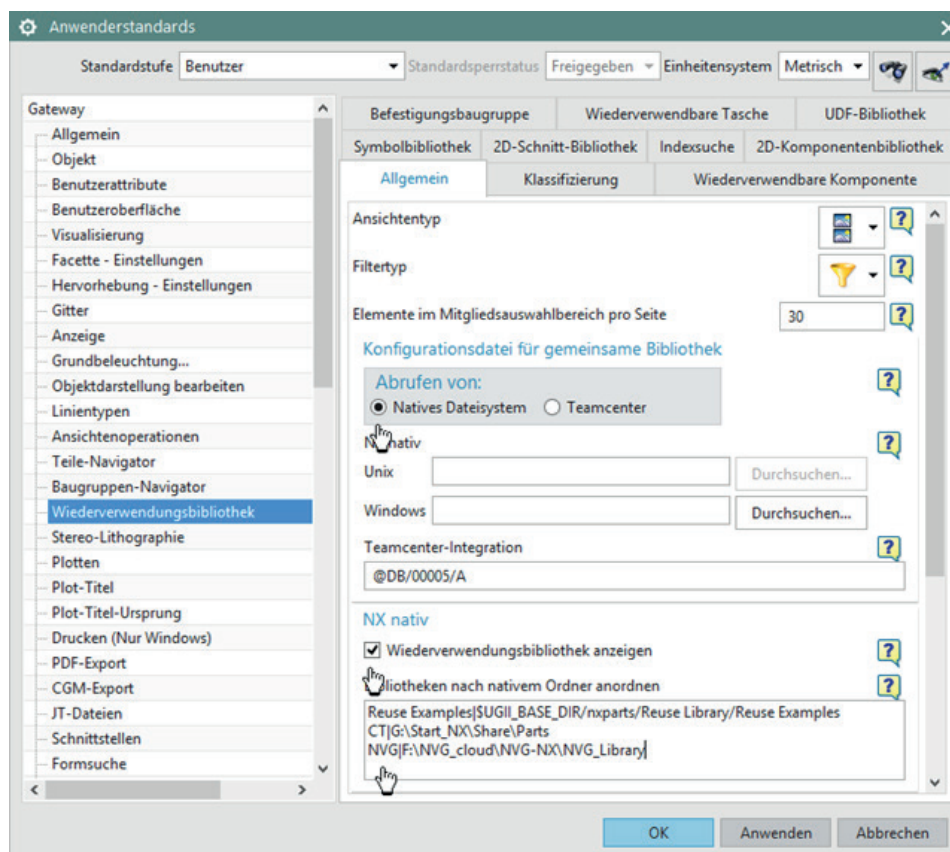 Anwenderstandards
Standardstufe Benutzer Standardsperrstatus Freigegeben Einheitensystem Metrisch
Gateway
Allgemein
Objekt
Benutzerattribute
Benutzeroberfläche
Visualisierung
Facette - Einstellungen
Hervorhebung - Einstellungen
Gitter
Anzeige
Grundbeleuchtung...
Objektdarstellung bearbeiten
Linientypen
Ansichtenoperationen
Teile-Navigator
Baugruppen-Navigator
Wiederverwendungsbibliothek
Stereo-Lithographie
Plotten
Plot-Titel
Plot-Titel-Ursprung
Drucken (Nur Windows)
PDF-Export
CGM-Export
JT-Dateien
Schnittstellen
Formsuche
Befestigungsbaugruppe Wiederverwendbare Tasche UDF-Bibliothek
Symbolbibliothek 2D-Schnitt-Bibliothek Indexsuche 2D-Komponentenbibliothek
Allgemein Klassifizierung Wiederverwendbare Komponente
Ansichtentyp
Filtertyp
Elemente im Mitgliedsauswahlbereich pro Seite 30
Konfigurationsdatei für gemeinsame Bibliothek
Abrufen von:
Natives Dateisystem Teamcenter
nativ
Unix Durchsuchen...
Windows Durchsuchen...
Teamcenter-Integration
@DB/00005/A
NX nativ
Wiederverwendungsbibliothek anzeigen
nach nativem Ordner anordnen
Reuse Examples|$UGII_BASE_DIR/nxparts/Reuse Library/Reuse Examples
CT|G:\Start_NX\Share\Parts
NVG|F:\NVG_cloud\NVG-NX\NVG_Library
OK Anwenden Abbrechen